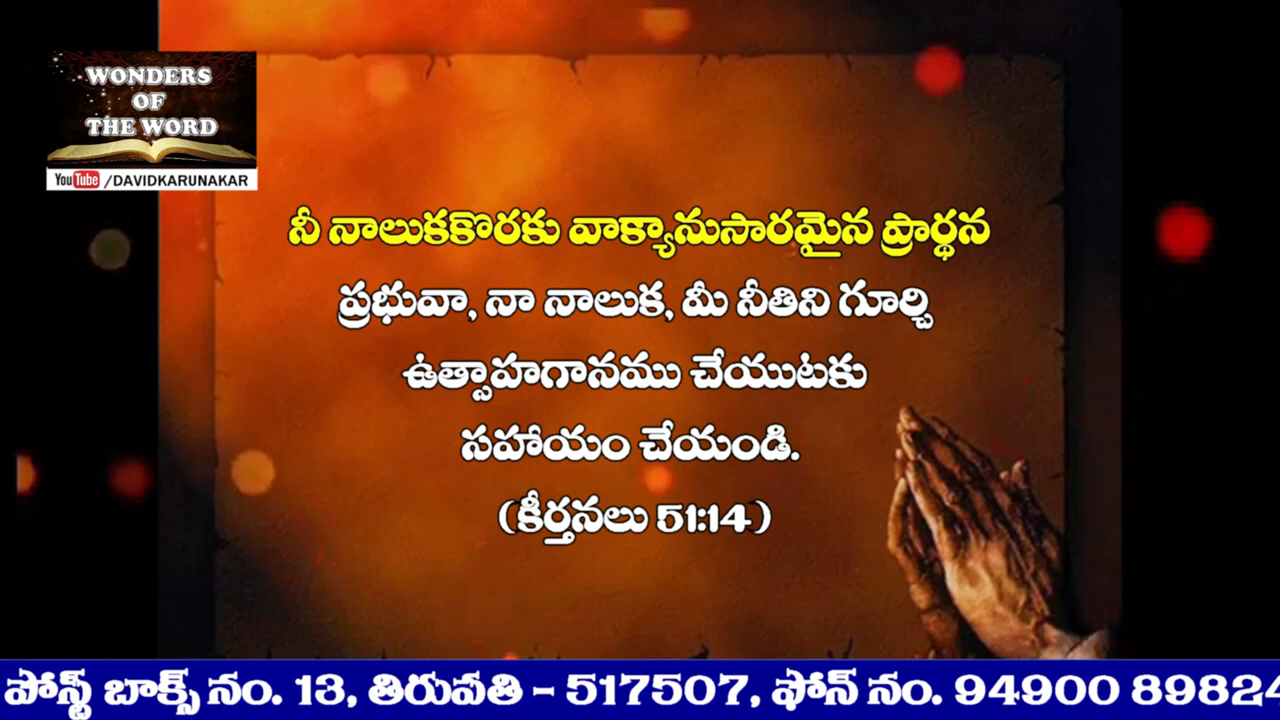 WONDERS
OF
THE WORD
YouTube /DAVIDKARUNAKAR
నీ నాలుకకొరకు వాక్యానుసారమైన ప్రార్థన
ప్రభువా, నా నాలుక, మీ నీతిని గూర్చి
ఉత్సాహగానము చేయుటకు
సహాయం చేయండి.
(కీర్తనలు 51:14)
పోస్ట్ బాక్స్ నం. 13, తిరుపతి - 517507, ఫోన్ నం. 94900 89824